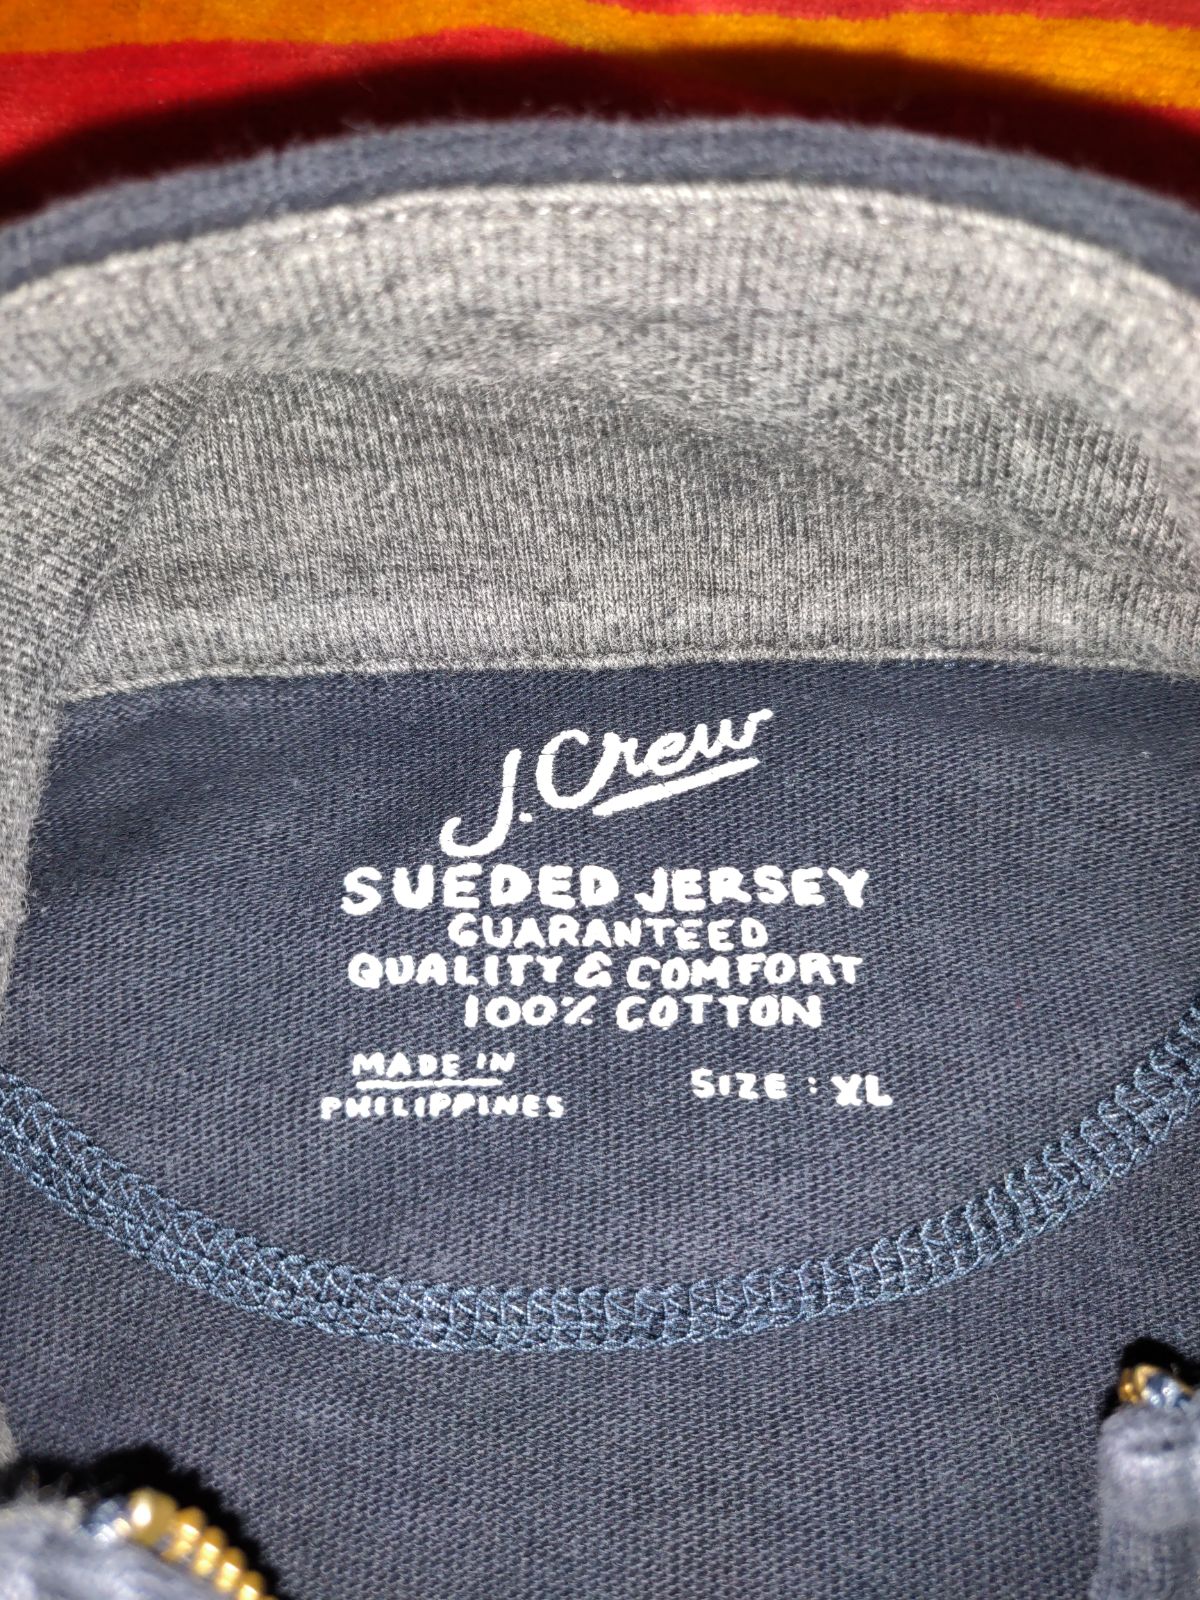 J.Crew
SUEDED JERSEY
GUARANTEED
QUALITY & COMFORT
100% COTTON
MADE IN
PHILIPPINES
SIZE: XL